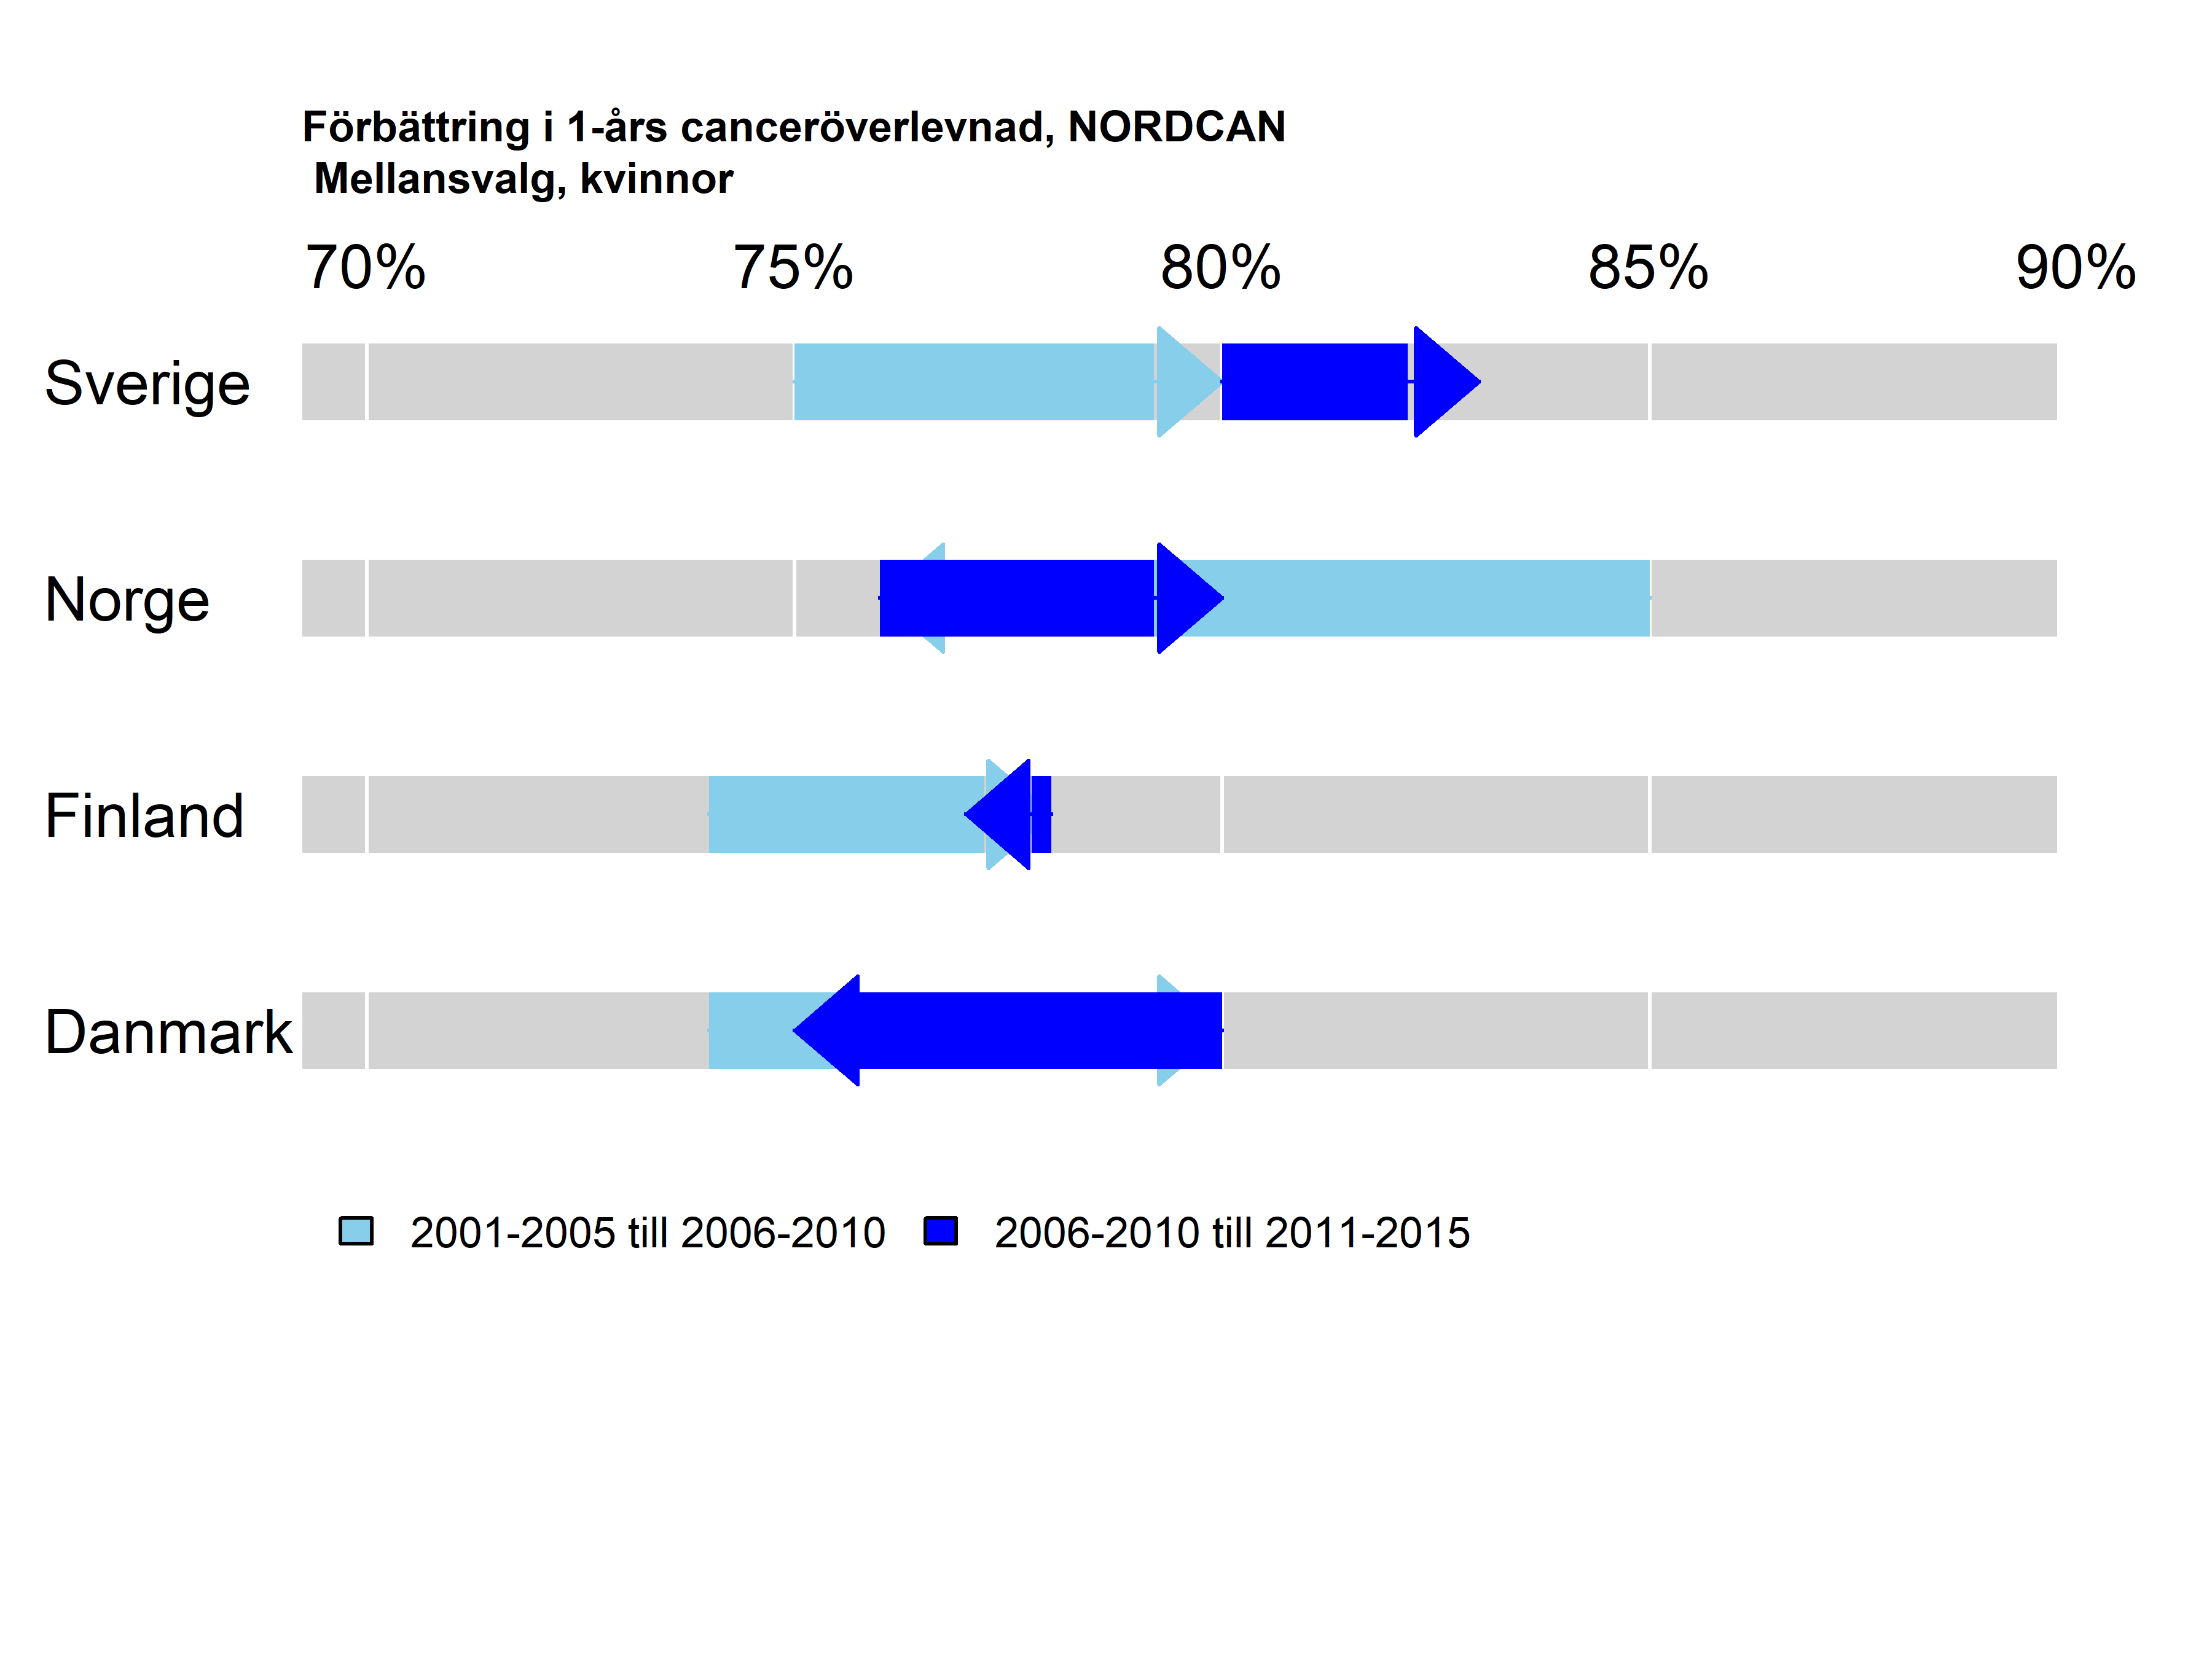 Förbättring i 1-års canceröverlevnad, NORDCAN
Mellansvalg, kvinnor
70% 75% 80% 85% 90%
Sverige
Norge
Finland
Danmark
2001-2005 till 2006-2010 2006-2010 till 2011-2015